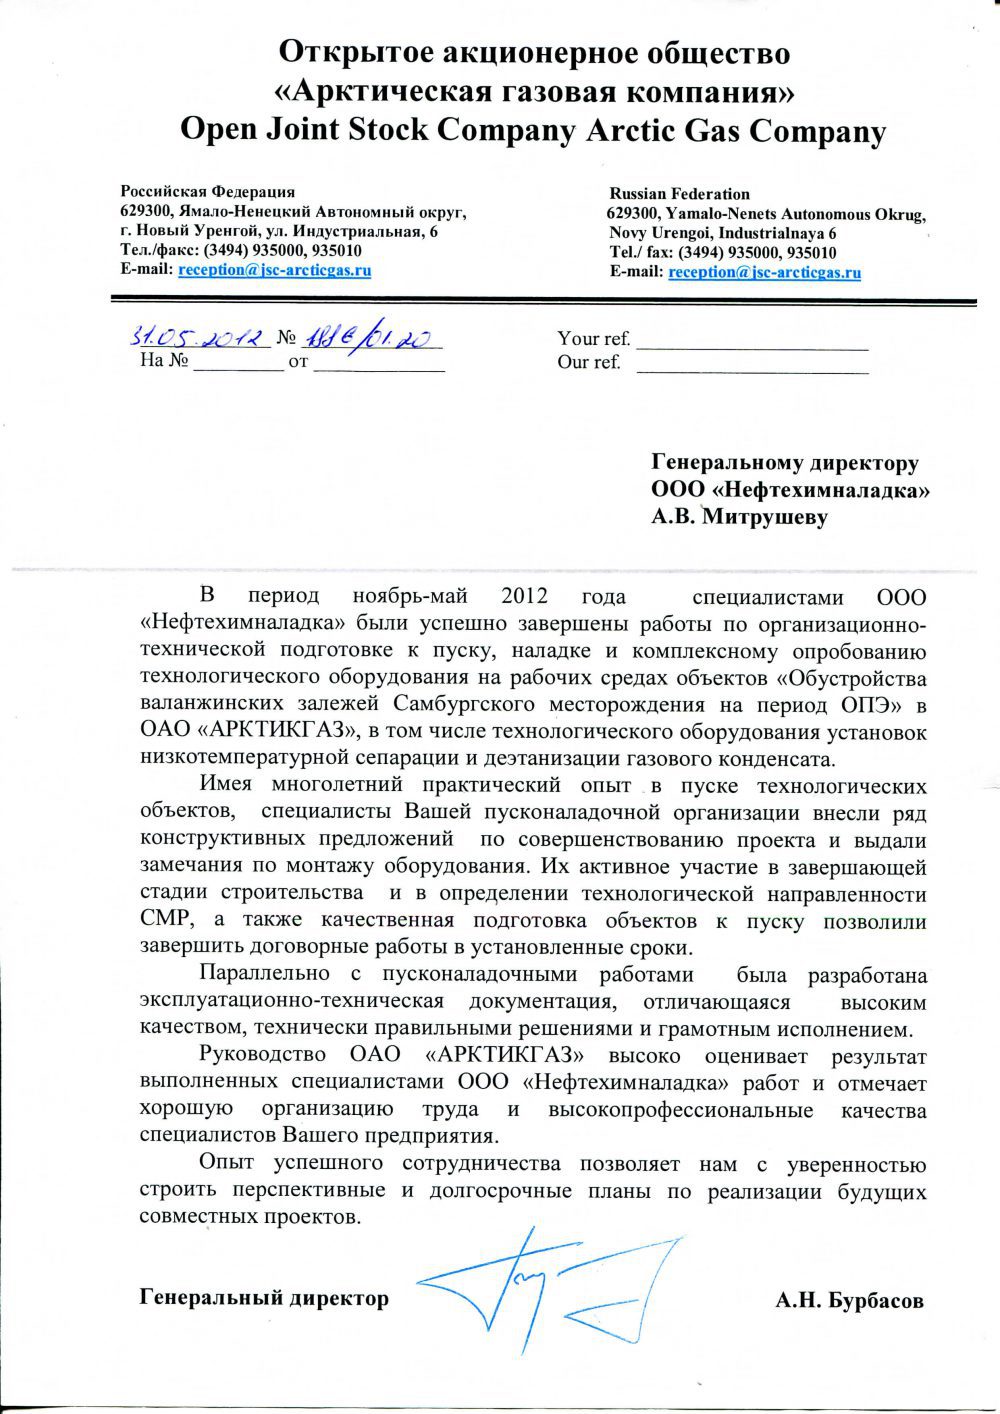 Открытое акционерное общество
«Арктическая газовая компания»
Open Joint Stock Company Arctic Gas Company
Российская Федерация
629300, Ямало-Ненецкий Автономный округ,
г. Новый Уренгой, ул. Индустриальная, 6
Тел./факс: (3494) 935000, 935010
E-mail: reception@jsc-arcticgas.ru
Russian Federation
629300, Yamalo-Nenets Autonomous Okrug,
Novy Urengoi, Industrialnaya 6
Tel./ fax: (3494) 935000, 935010
E-mail: reception@jsc-arcticgas.ru
31.05.2012 №
На № от
Your ref.
Our ref.
Генеральному директору
ООО «Нефтехимналадка»
А.В. Митрушеву
В период ноябрь-май 2012 года специалистами ООО
«Нефтехимналадка» были успешно завершены работы по организационно-
технической подготовке к пуску, наладке и комплексному опробованию
технологического оборудования на рабочих средах объектов «Обустройства
валанжинских залежей Самбургского месторождения на период ОПЭ» в
ОАО «АРКТИКГАЗ», в том числе технологического оборудования установок
низкотемпературной сепарации и деэтанизации газового конденсата.
Имея многолетний практический опыт в пуске технологических
объектов, специалисты Вашей пусконаладочной организации внесли ряд
конструктивных предложений по совершенствованию проекта и выдали
замечания по монтажу оборудования. Их активное участие в завершающей
стадии строительства и в определении технологической направленности
СМР, а также качественная подготовка объектов к пуску позволили
завершить договорные работы в установленные сроки.
Параллельно с пусконаладочными работами была разработана
эксплуатационно-техническая документация, отличающаяся высоким
качеством, технически правильными решениями и грамотным исполнением.
Руководство ОАО «АРКТИКГАЗ» высоко оценивает результат
выполненных специалистами ООО «Нефтехимналадка» работ и отмечает
хорошую организацию труда и высокопрофессиональные качества
специалистов Вашего предприятия.
Опыт успешного сотрудничества позволяет нам с уверенностью
строить перспективные и долгосрочные планы по реализации будущих
совместных проектов.
Генеральный директор
А.Н. Бурбасов